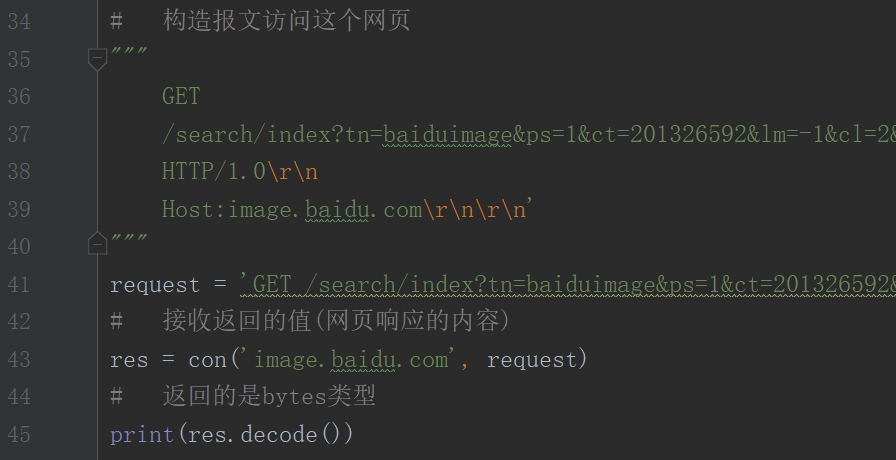 34 # 构造报文访问这个网页
35 """
36 GET
37 /search/index?tn=baiduimage&ps=1&ct=201326592&lm=-1&cl=2&
38 HTTP/1.0\r\n
39 Host:image.baidu.com\r\n\r\n'
40 """
41 request = 'GET /search/index?tn=baiduimage&ps=1&ct=201326592&
42 # 接收返回的值(网页响应的内容)
43 res = con('image.baidu.com', request)
44 # 返回的是bytes类型
45 print(res.decode())